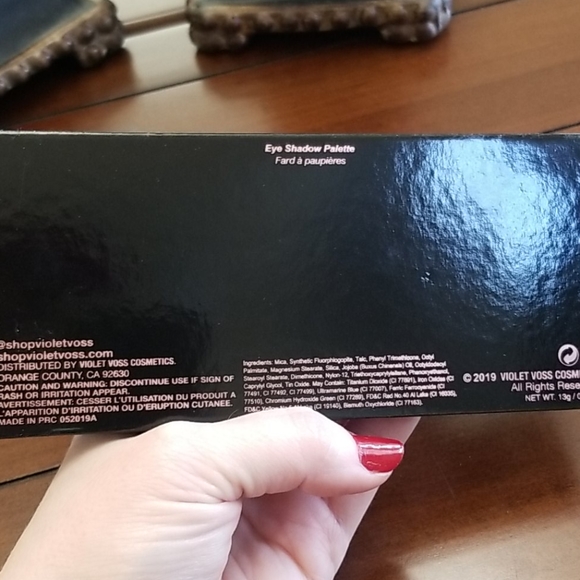 Eye Shadow Palette
Fard à paupières
@shopvioletvoss
shopvioletvoss.com
DISTRIBUTED BY VIOLET VOSS COSMETICS.
ORANGE COUNTY, CA 92630
CAUTION AND WARNING: DISCONTINUE USE IF SIGN OF
RASH OR IRRITATION APPEAR.
AVERTISSEMENT: CESSER L'UTILISATION DU PRODUIT A
L'APPARITION D'IRRITATION OU D'ERUPTION CUTANEE.
MADE IN PRC 052019A
Ingredients: Mica, Synthetic Fluorphlogopite, Talc, Phenyl Trimethicone, Octyl
Palmitate, Magnesium Stearate, Silica, Jojoba (Buxus Chinensis) Oil, Octyldodecyl
Stearoyl Stearate, Dimethicone, Nylon-12, Phenoxyethanol,
Caprylyl Glycol, Tin Oxide. May Contain: Titanium Dioxide (CI 77891), Iron Oxide (CI
77491, CI 77492, CI 77499), Ultramarine Blue (CI 77007), Ferric Ferrocyanide (CI
77510), Chromium Hydroxide Green (CI 77289), FD&C Red No.40 Al Lake (CI 16035),
FD&C Yellow (CI 19140), Bismuth Oxychloride (CI 77163).
© 2019 VIOLET VOSS COSM
All Rights Rese
NET WT. 13g /